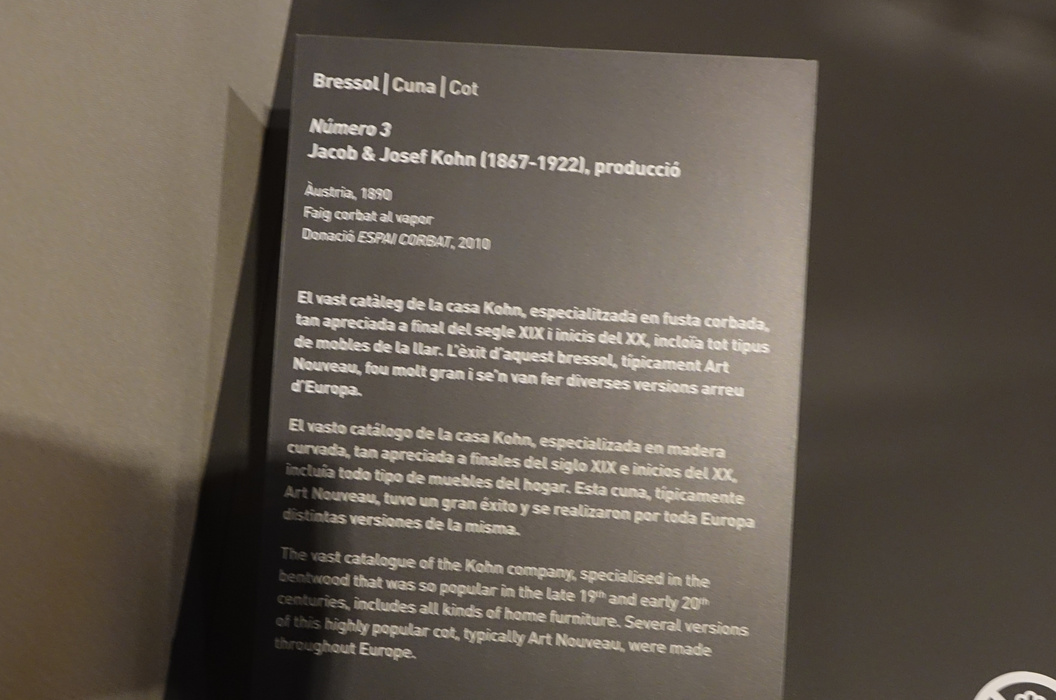 Bressol | Cuna | Cot
Número 3
Jacob & Josef Kohn (1867-1922), producció
Àustria, 1890
Faig corbat al vapor
Donació ESPAI CORBAT, 2010
El vast catàleg de la casa Kohn, especialitzada en fusta corbada,
tan apreciada a final del segle XIX i inicis del XX, incloïa tot tipus
de mobles de la llar. L'èxit d'aquest bressol, típicament Art
Nouveau, fou molt gran i se'n van fer diverses versions arreu
d'Europa.
El vasto catálogo de la casa Kohn, especializada en madera
curvada, tan apreciada a finales del siglo XIX e inicios del XX,
incluía todo tipo de muebles del hogar. Esta cuna, típicamente
Art Nouveau, tuvo un gran éxito y se realizaron por toda Europa
distintas versiones de la misma.
The vast catalogue of the Kohn company, specialised in the
bentwood that was so popular in the late 19th and early 20th
centuries, includes all kinds of home furniture. Several versions
of this highly popular cot, typically Art Nouveau, were made
throughout Europe.